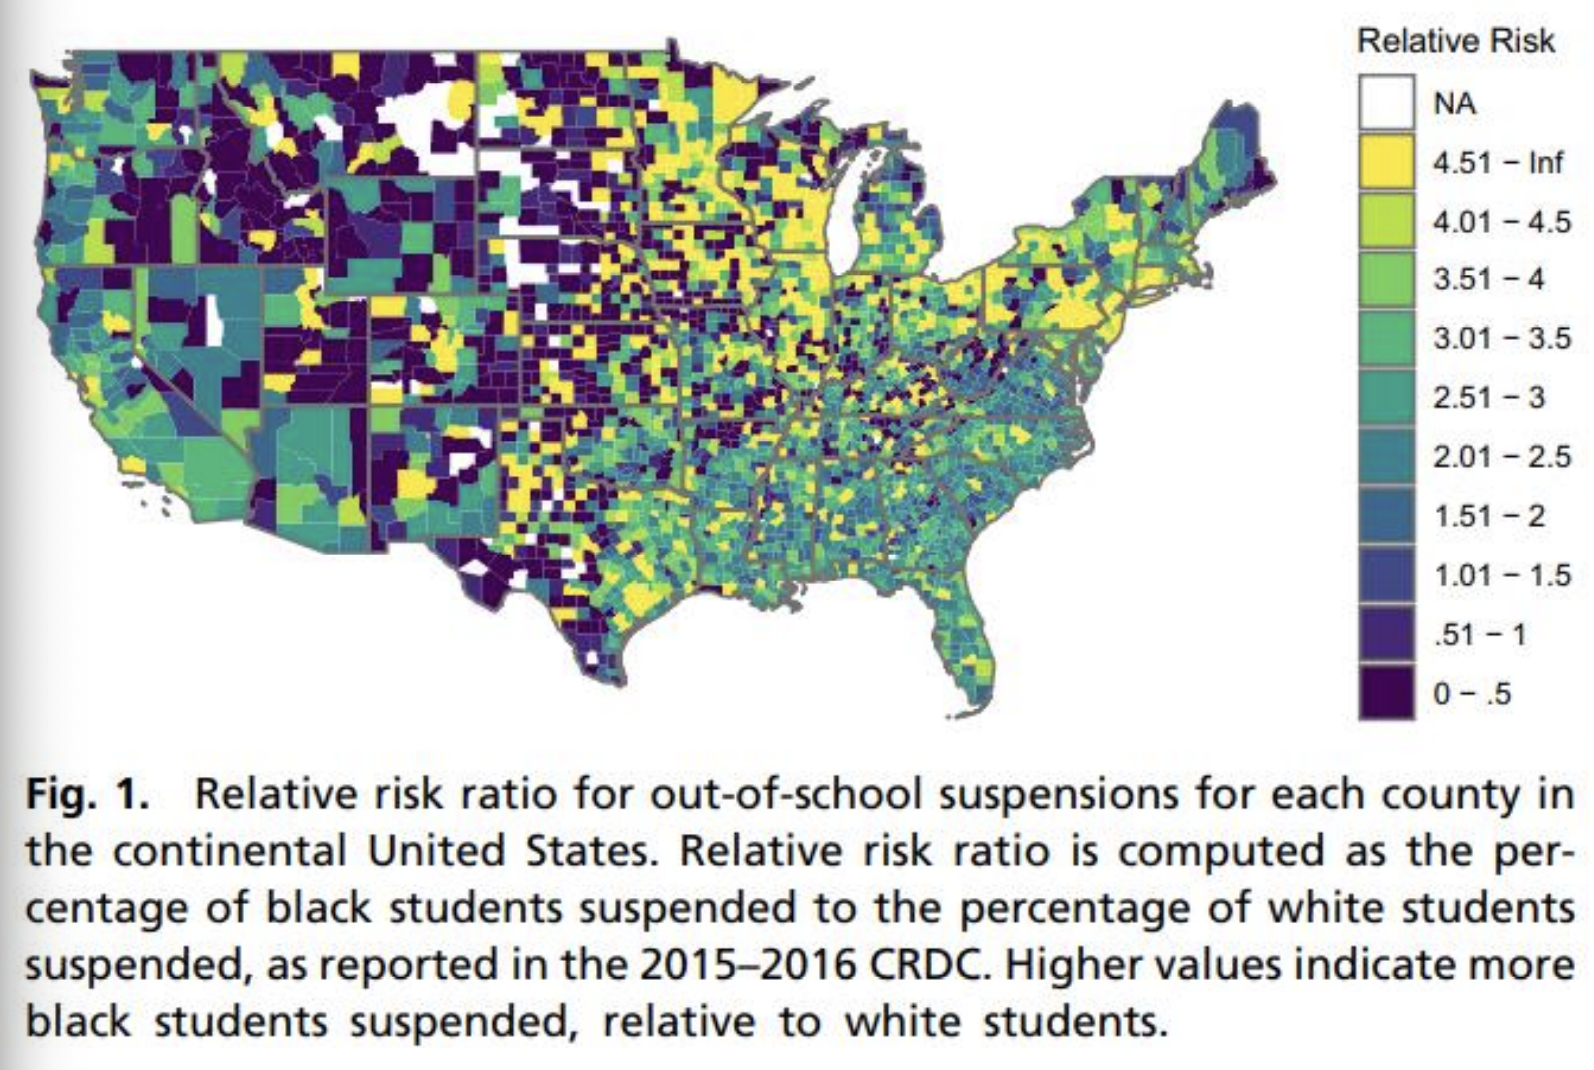 Relative Risk
NA
4.51 – Inf
4.01 – 4.5
3.51 – 4
3.01 – 3.5
2.51 – 3
2.01 – 2.5
1.51 – 2
1.01 – 1.5
.51 – 1
0 – .5
Fig. 1. Relative risk ratio for out-of-school suspensions for each county in
the continental United States. Relative risk ratio is computed as the per-
centage of black students suspended to the percentage of white students
suspended, as reported in the 2015–2016 CRDC. Higher values indicate more
black students suspended, relative to white students.